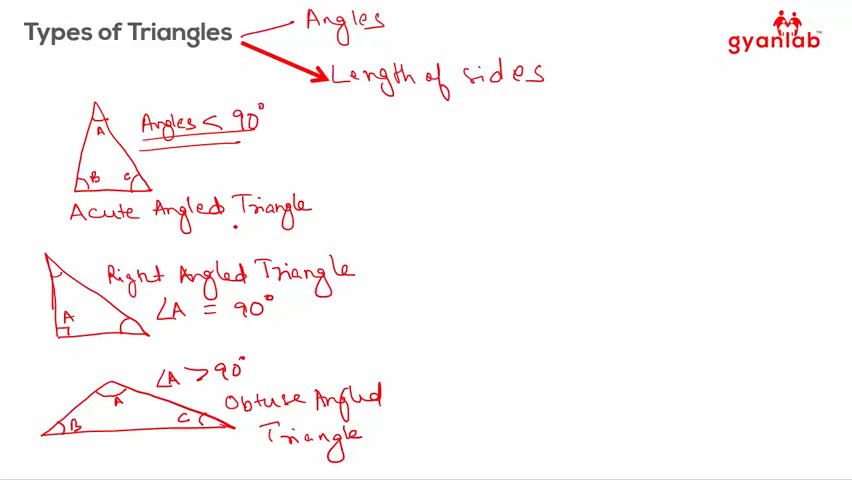 Types of Triangles
Angles
Length of sides
gyanlab
TM
Angles < 90°
A
B
C
Acute Angled Triangle
Right Angled Triangle
A
∠A = 90°
∠A > 90°
A
B
C
Obtuse Angled
Triangle